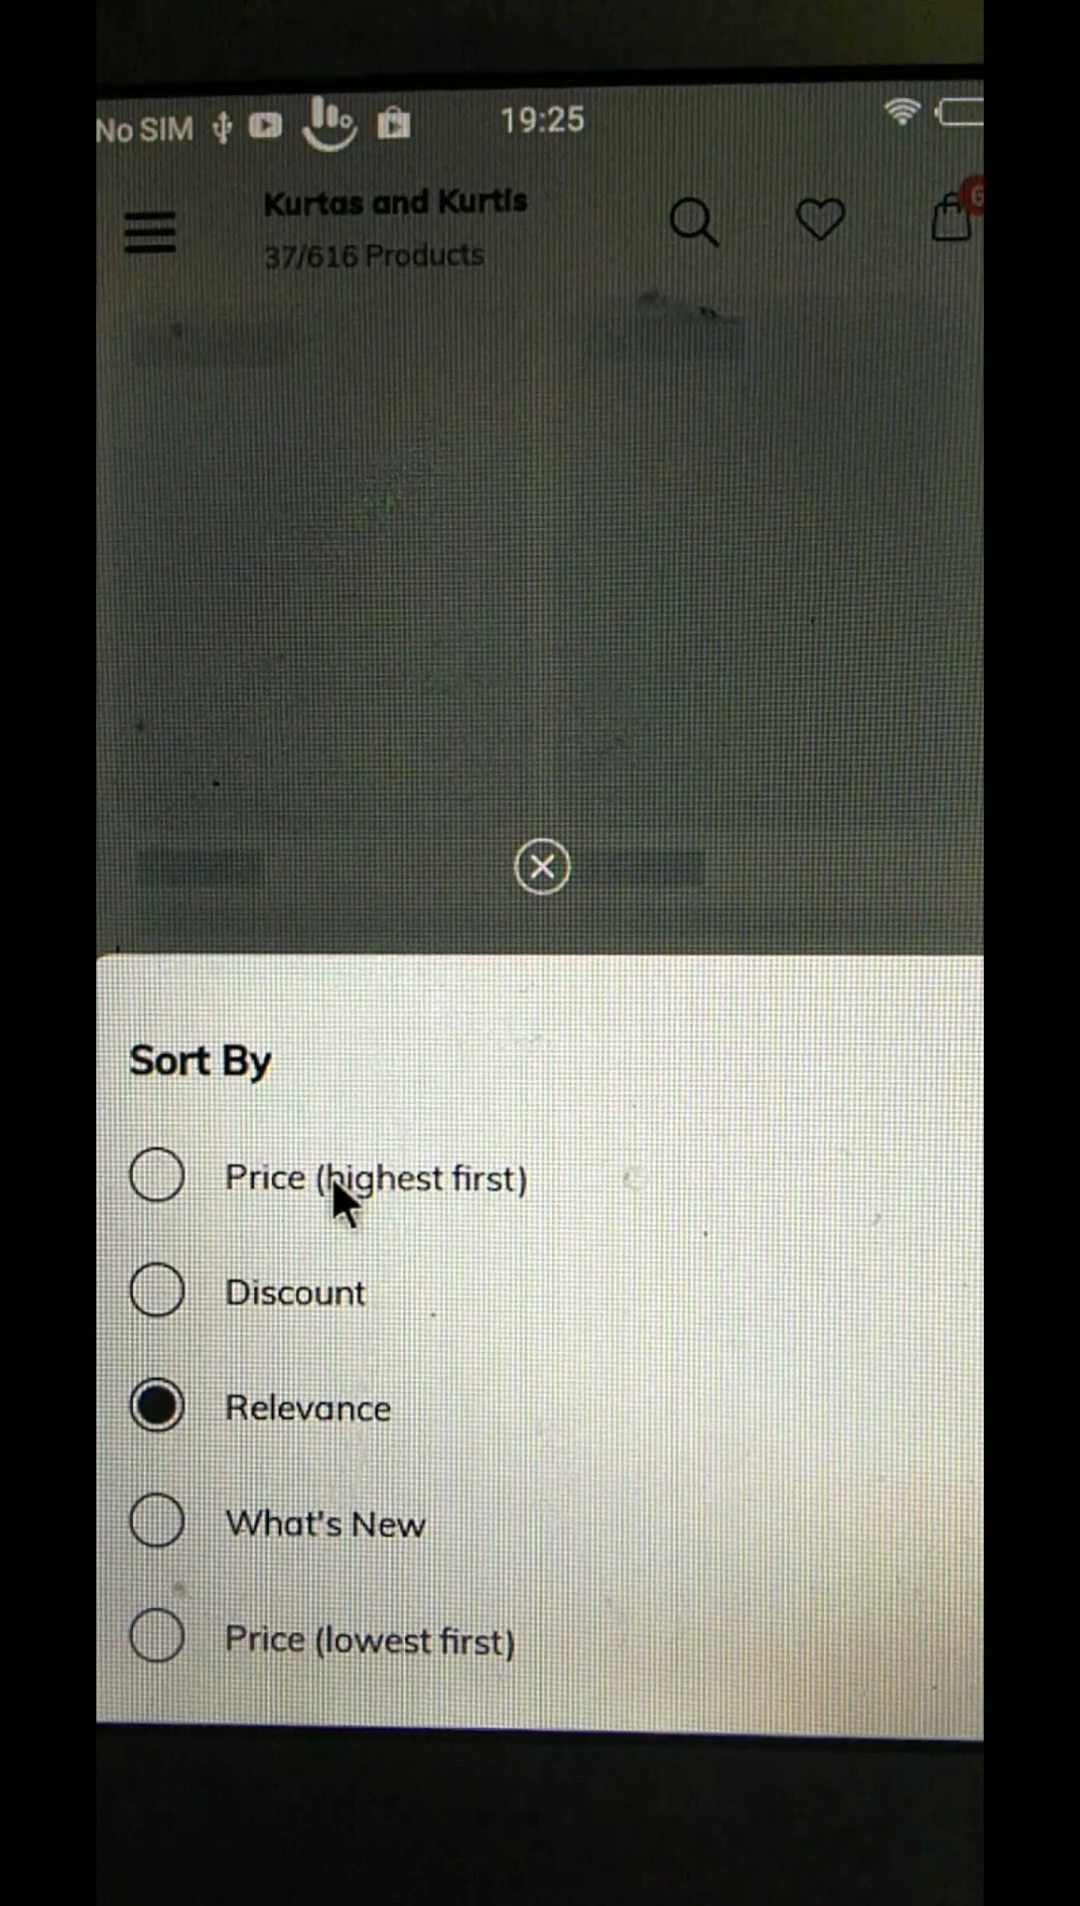 No SIM 19:25
Kurtas and Kurtis
37/616 Products
6
Sort By
Price (highest first)
Discount
Relevance
What's New
Price (lowest first)